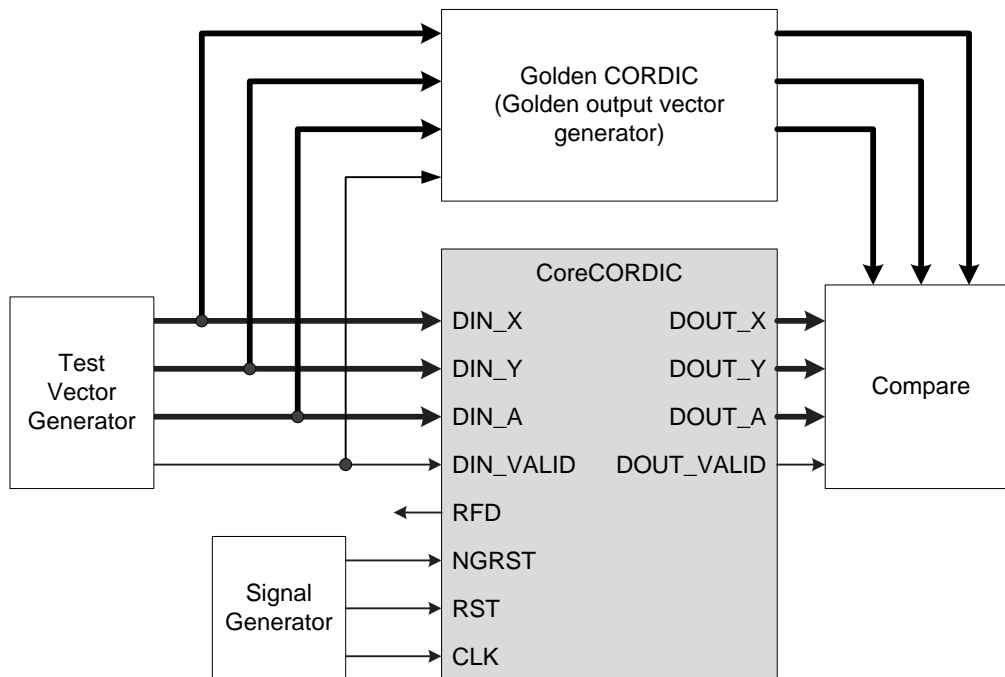 Golden CORDIC
(Golden output vector
generator)
CoreCORDIC
Test
Vector
Generator
DIN_X
DIN_Y
DIN_A
DIN_VALID
RFD
NGRST
RST
CLK
DOUT_X
DOUT_Y
DOUT_A
DOUT_VALID
Compare
Signal
Generator